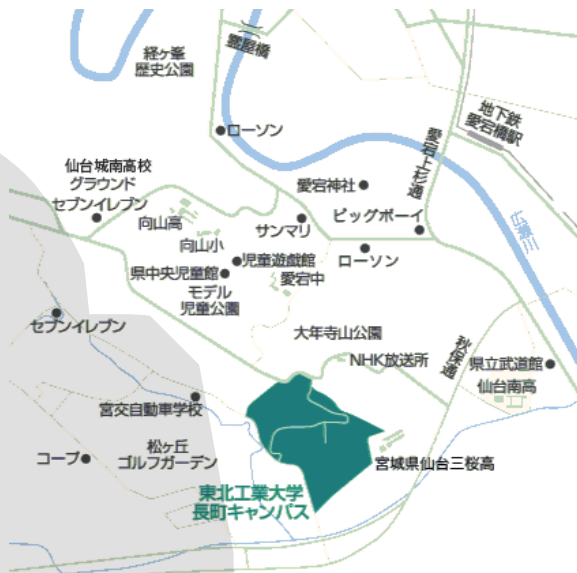 霊屋橋
経ヶ峯
歴史公園
地下鉄
愛宕橋駅
ローソン
愛宕上杉通
仙台城南高校
グラウンド
セブンイレブン
愛宕神社
向山高
サンマリ
ビッグボーイ
広瀬川
向山小
児童遊戯館
ローソン
県中央児童館
愛宕中
モデル
児童公園
セブンイレブン
大年寺山公園
秋保通
NHK放送所
県立武道館
仙台南高
宮交自動車学校
松ヶ丘
ゴルフガーデン
コープ
宮城県仙台三桜高
東北工業大学
長町キャンパス